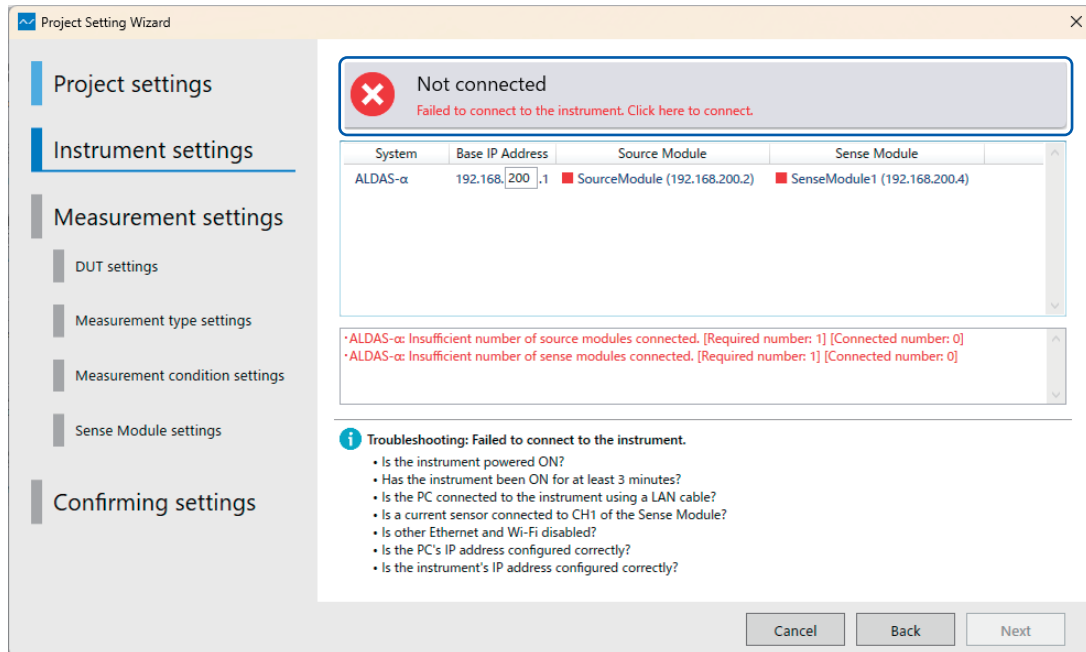 Project Setting Wizard
Project settings
Instrument settings
Measurement settings
DUT settings
Measurement type settings
Measurement condition settings
Sense Module settings
Confirming settings
Not connected
Failed to connect to the instrument. Click here to connect.
System Base IP Address Source Module Sense Module
ALDAS-α 192.168.200.1 SourceModule (192.168.200.2) SenseModule1 (192.168.200.4)
・ALDAS-α: Insufficient number of source modules connected. [Required number: 1] [Connected number: 0]
・ALDAS-α: Insufficient number of sense modules connected. [Required number: 1] [Connected number: 0]
Troubleshooting: Failed to connect to the instrument.
• Is the instrument powered ON?
• Has the instrument been ON for at least 3 minutes?
• Is the PC connected to the instrument using a LAN cable?
• Is a current sensor connected to CH1 of the Sense Module?
• Is other Ethernet and Wi-Fi disabled?
• Is the PC's IP address configured correctly?
• Is the instrument's IP address configured correctly?
Cancel Back Next